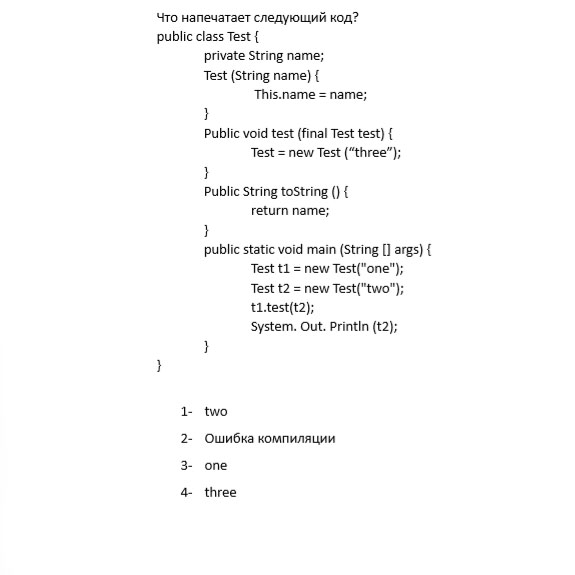 Что напечатает следующий код?
public class Test {
private String name;
Test (String name) {
This.name = name;
}
Public void test (final Test test) {
Test = new Test (“three”);
}
Public String toString () {
return name;
}
public static void main (String [] args) {
Test t1 = new Test("one");
Test t2 = new Test("two");
t1.test(t2);
System. Out. Println (t2);
}
}
1- two
2- Ошибка компиляции
3- one
4- three